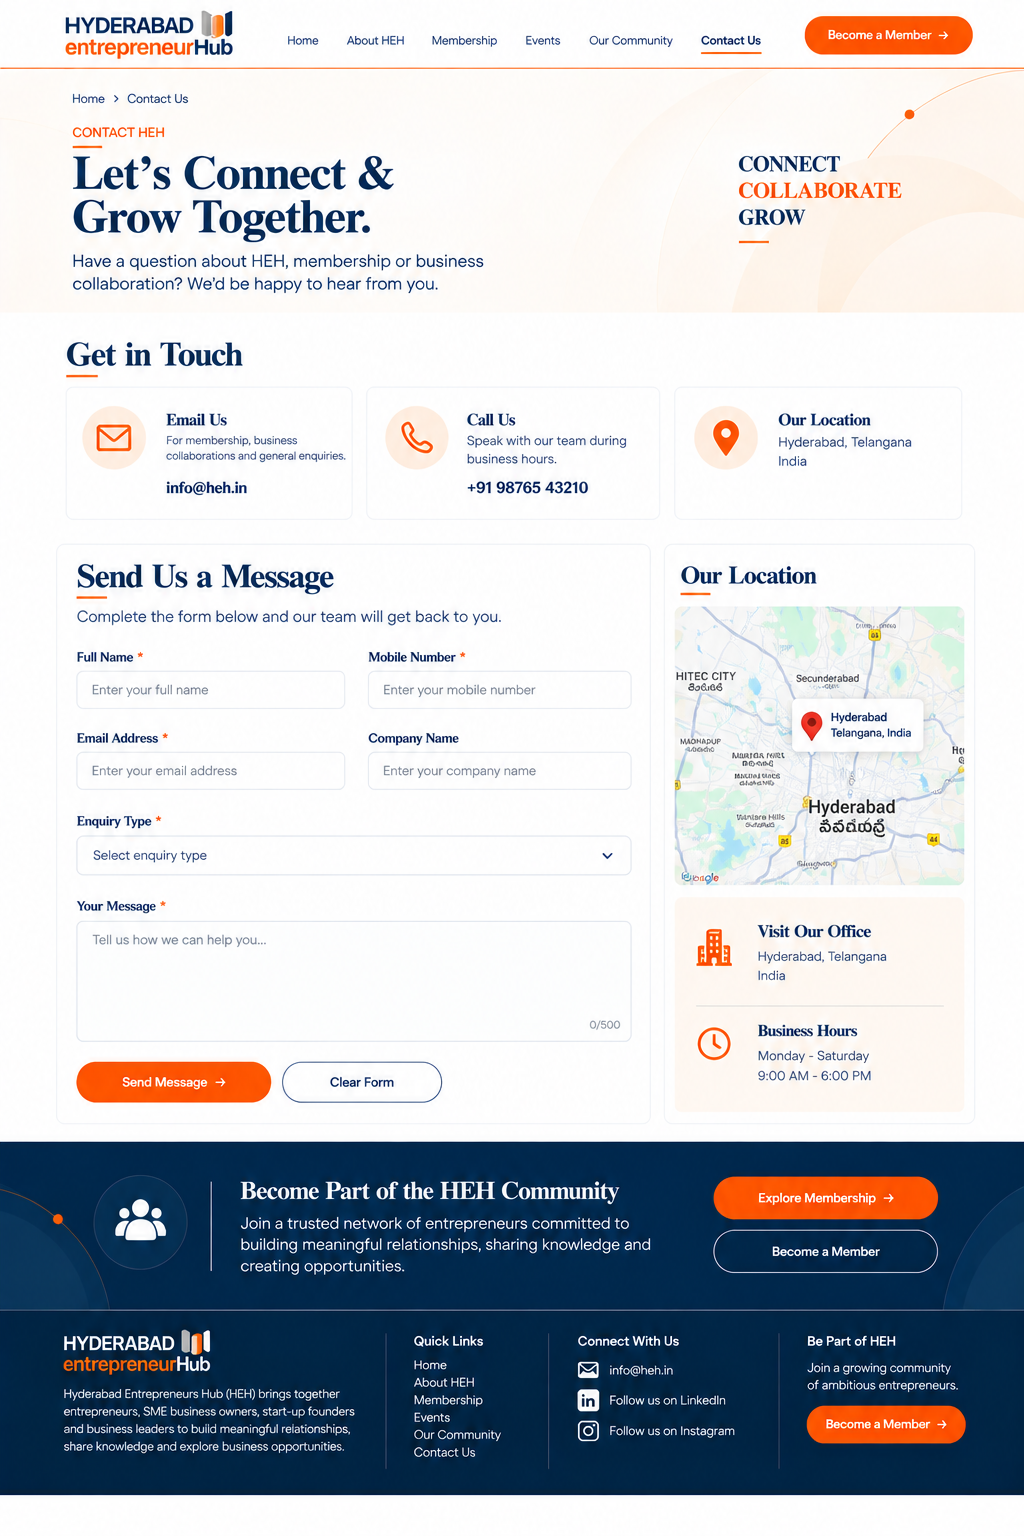 HYDERABAD
entrepreneurHub
Home
About HEH
Membership
Events
Our Community
Contact Us
Become a Member →
Home > Contact Us
CONTACT HEH
Let's Connect &
Grow Together.
Have a question about HEH, membership or business
collaboration? We'd be happy to hear from you.
CONNECT
COLLABORATE
GROW
Get in Touch
Email Us
For membership, business
collaborations and general enquiries.
info@heh.in
Call Us
Speak with our team during
business hours.
+91 98765 43210
Our Location
Hyderabad, Telangana
India
Send Us a Message
Complete the form below and our team will get back to you.
Full Name *
Mobile Number *
Enter your full name
Enter your mobile number
Email Address *
Company Name
Enter your email address
Enter your company name
Enquiry Type *
Select enquiry type
Your Message *
Tell us how we can help you...
0/500
Send Message →
Clear Form
Our Location
HITEC CITY
Secunderabad
Hyderabad
Telangana, India
Hyderabad
Visit Our Office
Hyderabad, Telangana
India
Business Hours
Monday - Saturday
9:00 AM - 6:00 PM
Become Part of the HEH Community
Join a trusted network of entrepreneurs committed to
building meaningful relationships, sharing knowledge and
creating opportunities.
Explore Membership →
Become a Member
HYDERABAD
entrepreneurHub
Hyderabad Entrepreneurs Hub (HEH) brings together
entrepreneurs, SME business owners, start-up founders
and business leaders to build meaningful relationships,
share knowledge and explore business opportunities.
Quick Links
Home
About HEH
Membership
Events
Our Community
Contact Us
Connect With Us
info@heh.in
Follow us on LinkedIn
Follow us on Instagram
Be Part of HEH
Join a growing community
of ambitious entrepreneurs.
Become a Member →